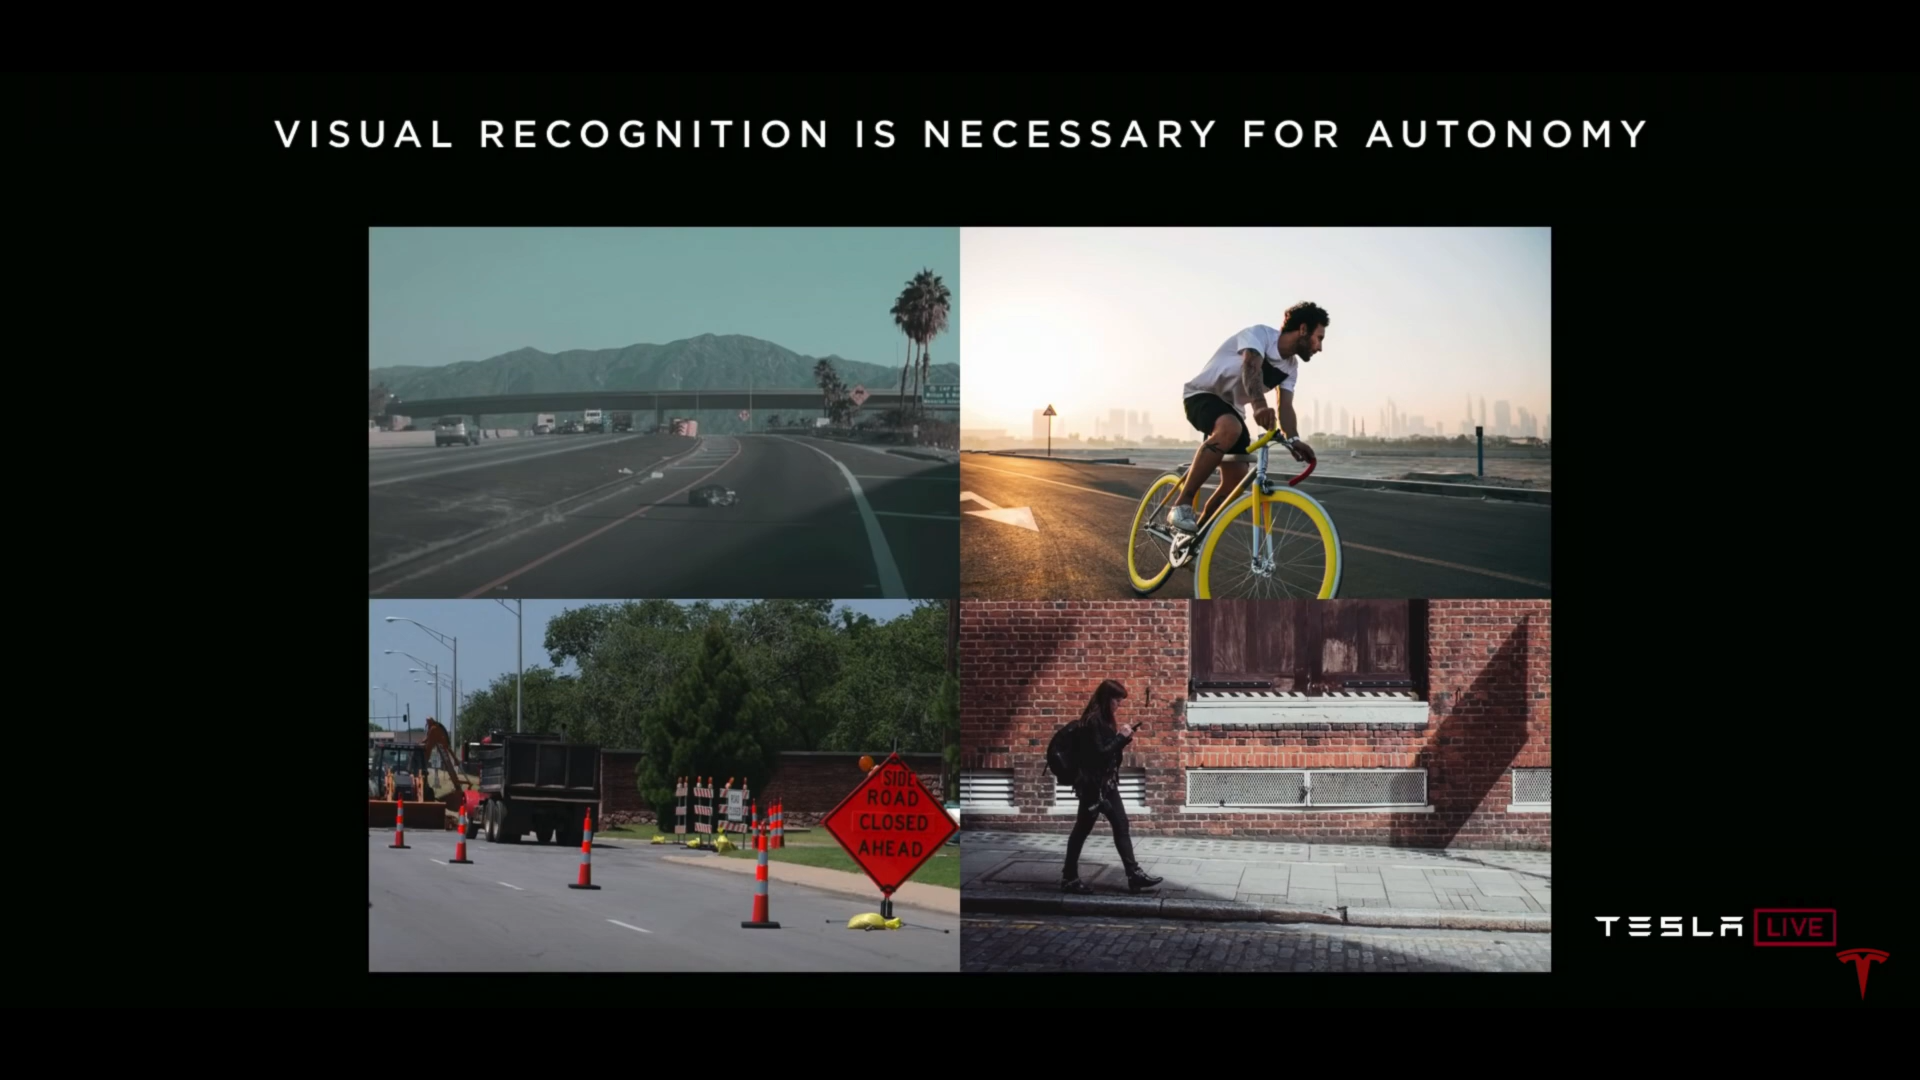 VISUAL RECOGNITION IS NECESSARY FOR AUTONOMY
SIDE
ROAD
CLOSED
AHEAD
TESLA LIVE